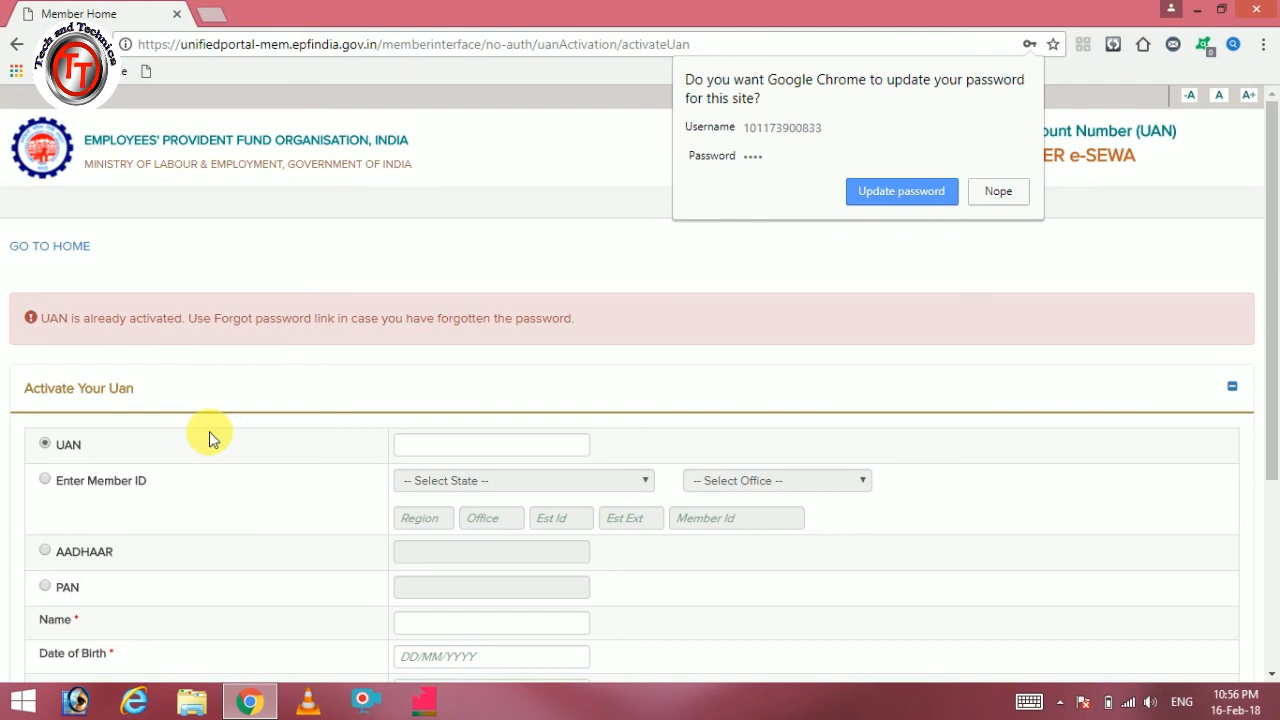 Member Home
https://unifiedportal-mem.epfindia.gov.in/memberinterface/no-auth/uanActivation/activateUan
Tech and Technics
TT
Do you want Google Chrome to update your password
for this site?
Username 101173900833
Password ••••
Update password Nope
-A A A+
EMPLOYEES' PROVIDENT FUND ORGANISATION, INDIA
MINISTRY OF LABOUR & EMPLOYMENT, GOVERNMENT OF INDIA
Number (UAN)
e-SEWA
GO TO HOME
UAN is already activated. Use Forgot password link in case you have forgotten the password.
Activate Your Uan
UAN
Enter Member ID -- Select State -- -- Select Office --
Region Office Est Id Est Ext Member Id
AADHAAR
PAN
Name *
Date of Birth * DD/MM/YYYY
ENG
10:56 PM
16-Feb-18